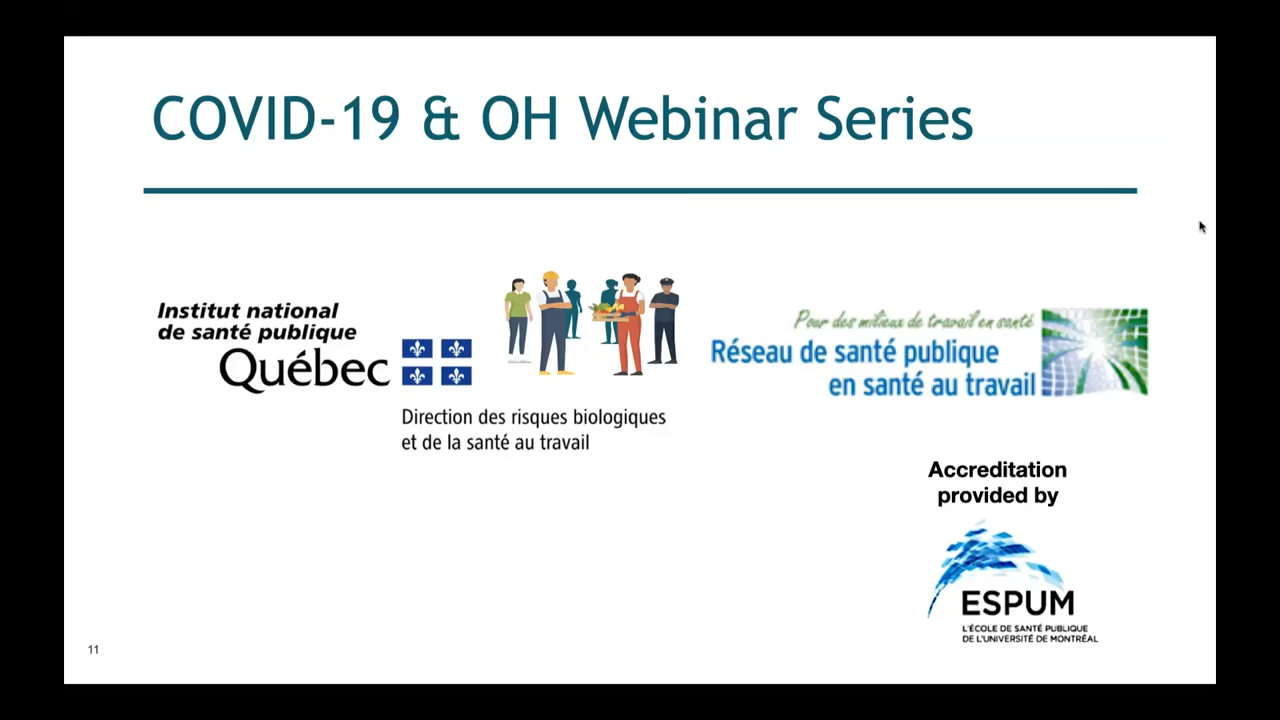 COVID-19 & OH Webinar Series
Institut national
de santé publique
Québec
Direction des risques biologiques
et de la santé au travail
Pour des milieux de travail en santé
Réseau de santé publique
en santé au travail
Accreditation
provided by
ESPUM
L'ÉCOLE DE SANTÉ PUBLIQUE
DE L'UNIVERSITÉ DE MONTRÉAL
11